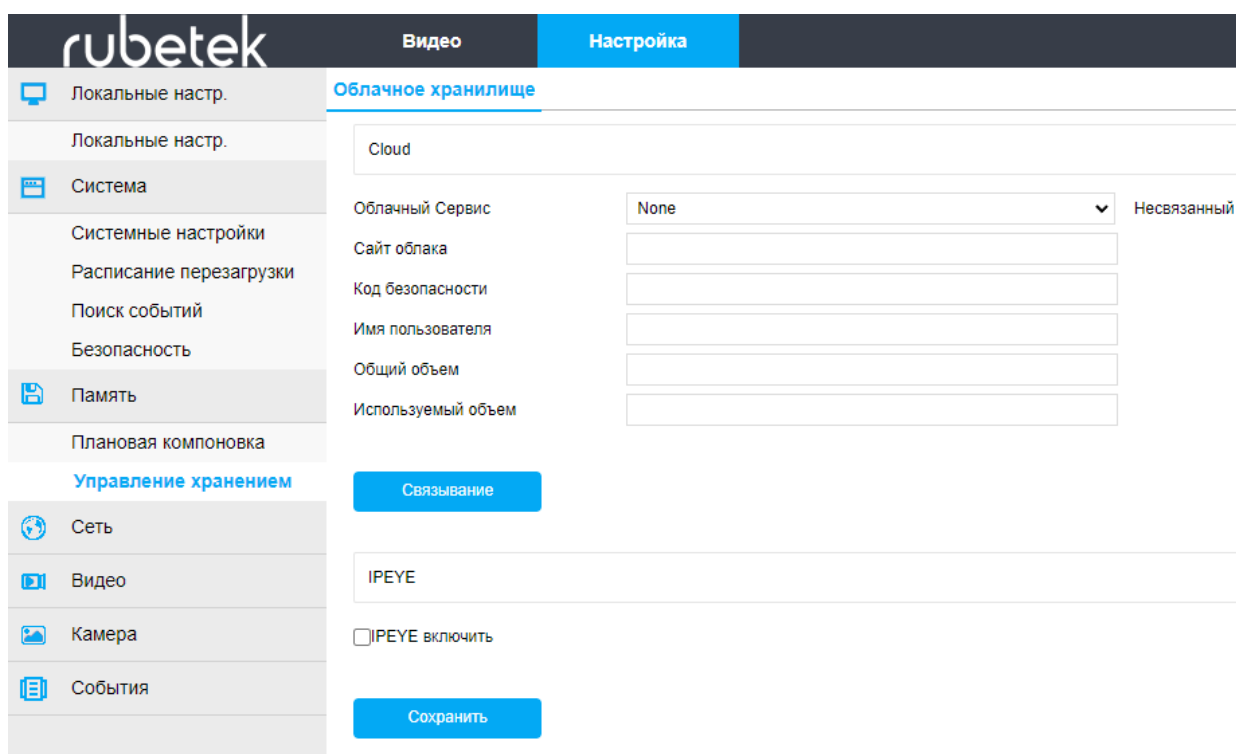 rubetek
Видео
Настройка
Локальные настр.
Локальные настр.
Система
Системные настройки
Расписание перезагрузки
Поиск событий
Безопасность
Память
Плановая компоновка
Управление хранением
Сеть
Видео
Камера
События
Облачное хранилище
Cloud
Облачный Сервис
None
Несвязанный
Сайт облака
Код безопасности
Имя пользователя
Общий объем
Используемый объем
Связывание
IPEYE
IPEYE включить
Сохранить